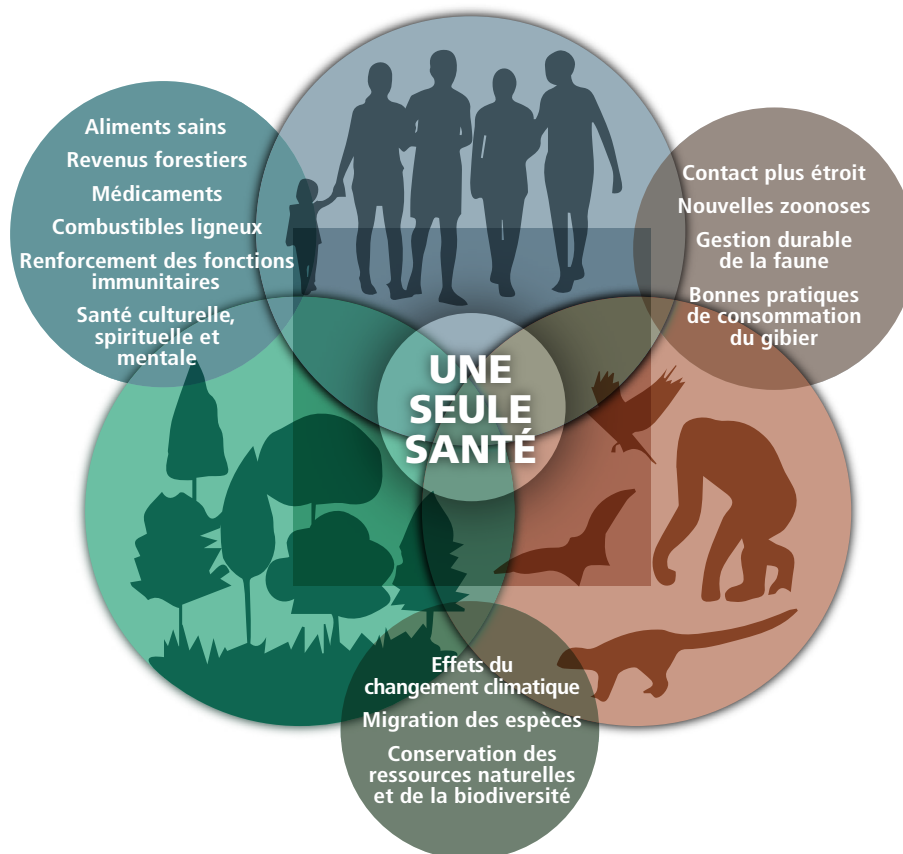 Aliments sains
Revenus forestiers
Médicaments
Combustibles ligneux
Renforcement des fonctions
immunitaires
Santé culturelle,
spirituelle et
mentale
Contact plus étroit
Nouvelles zoonoses
Gestion durable
de la faune
Bonnes pratiques
de consommation
du gibier
UNE
SEULE
SANTÉ
Effets du
changement climatique
Migration des espèces
Conservation des
ressources naturelles
et de la biodiversité